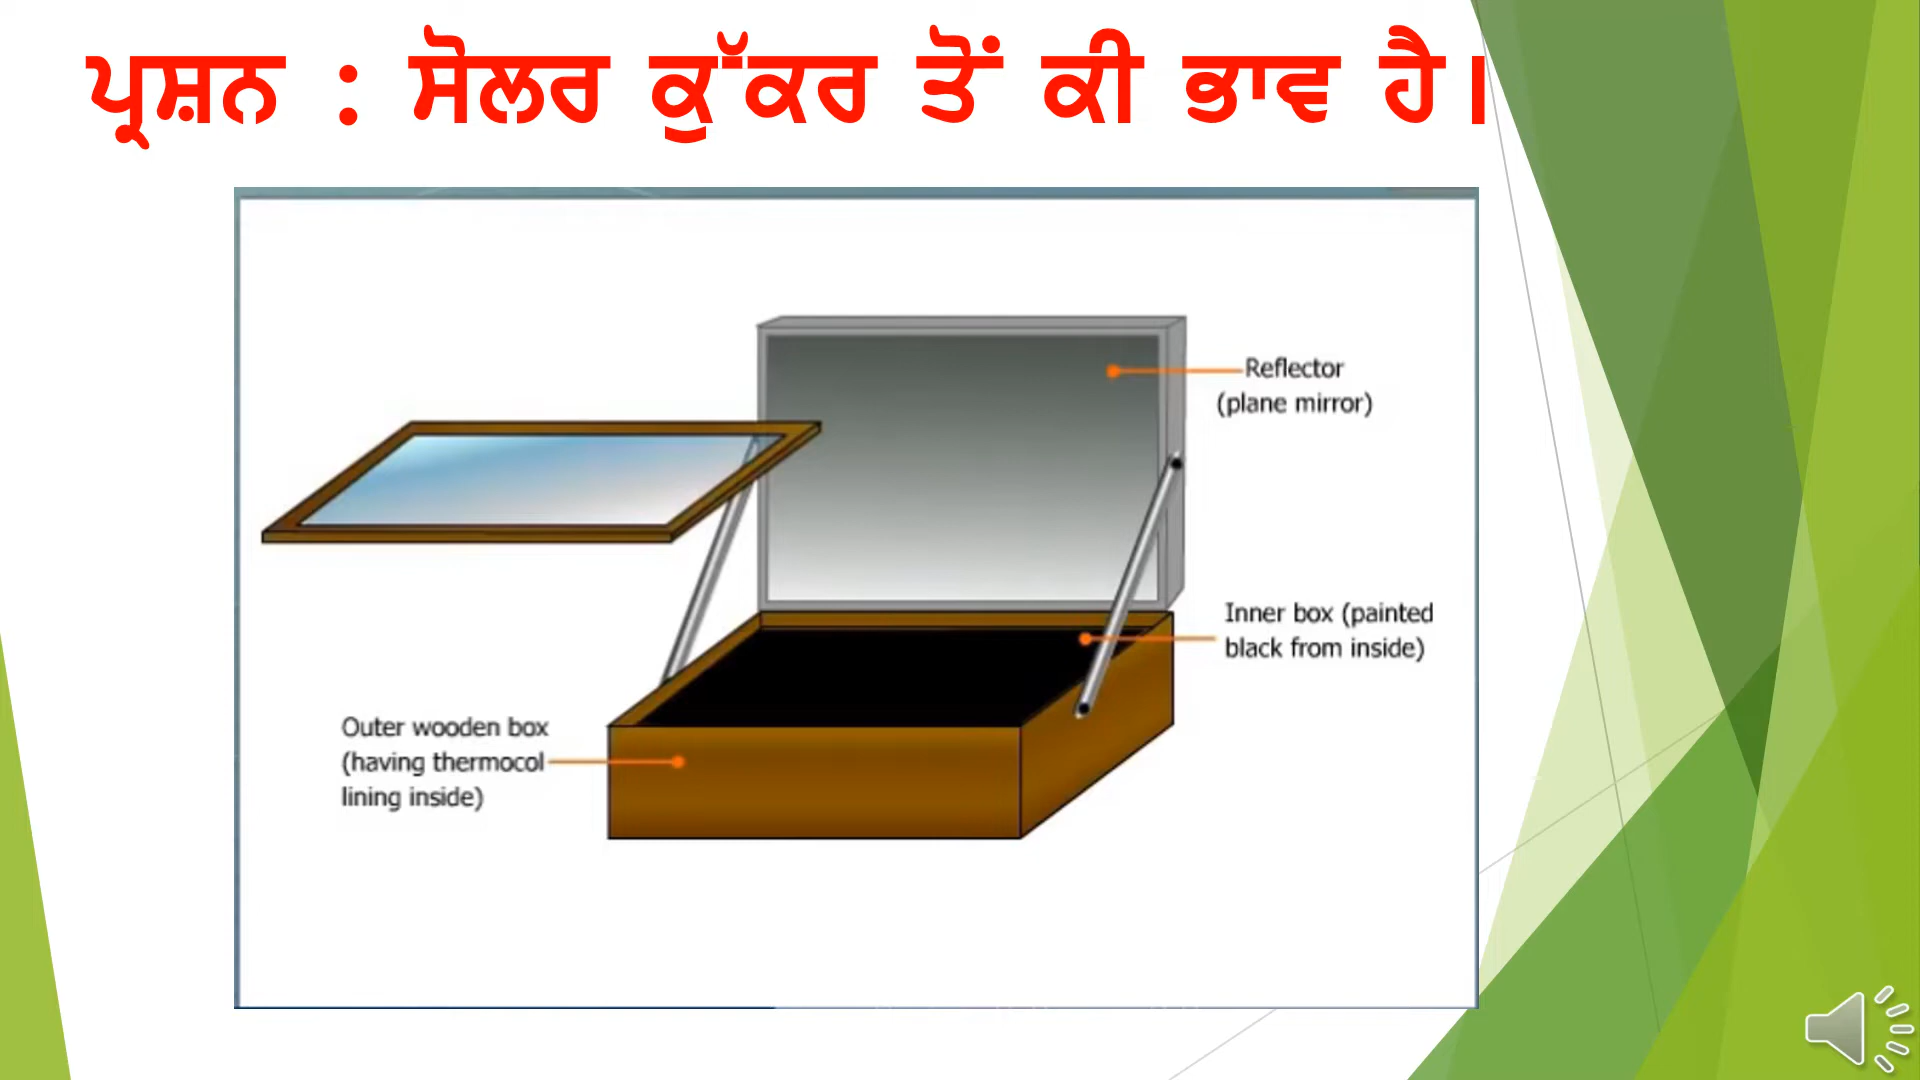 ਪ੍ਰਸ਼ਨ : ਸੋਲਰ ਕੁੱਕਰ ਤੋਂ ਕੀ ਭਾਵ ਹੈ।
Reflector
(plane mirror)
Inner box (painted
black from inside)
Outer wooden box
(having thermocol
lining inside)